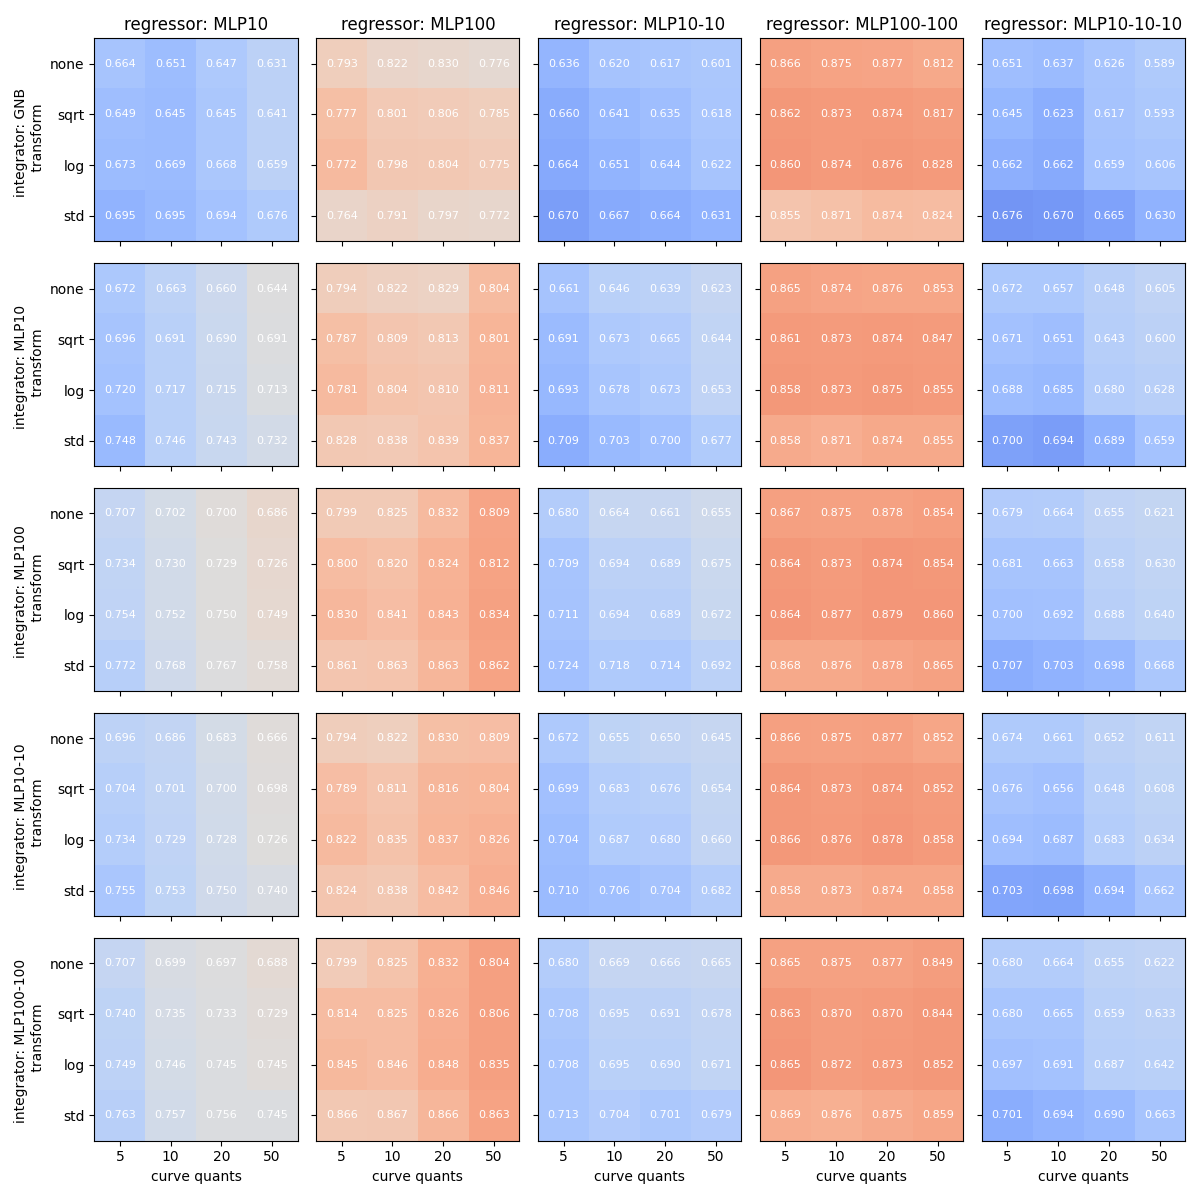 regressor: MLP10 regressor: MLP100 regressor: MLP10-10 regressor: MLP100-100 regressor: MLP10-10-10
integrator: GNB
transform
none 0.664 0.651 0.647 0.631 0.793 0.822 0.830 0.776 0.636 0.620 0.617 0.601 0.866 0.875 0.877 0.812 0.651 0.637 0.626 0.589
sqrt 0.649 0.645 0.645 0.641 0.777 0.801 0.806 0.785 0.660 0.641 0.635 0.618 0.862 0.873 0.874 0.817 0.645 0.623 0.617 0.593
log 0.673 0.669 0.668 0.659 0.772 0.798 0.804 0.775 0.664 0.651 0.644 0.622 0.860 0.874 0.876 0.828 0.662 0.662 0.659 0.606
std 0.695 0.695 0.694 0.676 0.764 0.791 0.797 0.772 0.670 0.667 0.664 0.631 0.855 0.871 0.874 0.824 0.676 0.670 0.665 0.630
integrator: MLP10
transform
none 0.672 0.663 0.660 0.644 0.794 0.822 0.829 0.804 0.661 0.646 0.639 0.623 0.865 0.874 0.876 0.853 0.672 0.657 0.648 0.605
sqrt 0.696 0.691 0.690 0.691 0.787 0.809 0.813 0.801 0.691 0.673 0.665 0.644 0.861 0.873 0.874 0.847 0.671 0.651 0.643 0.600
log 0.720 0.717 0.715 0.713 0.781 0.804 0.810 0.811 0.693 0.678 0.673 0.653 0.858 0.873 0.875 0.855 0.688 0.685 0.680 0.628
std 0.748 0.746 0.743 0.732 0.828 0.838 0.839 0.837 0.709 0.703 0.700 0.677 0.858 0.871 0.874 0.855 0.700 0.694 0.689 0.659
integrator: MLP100
transform
none 0.707 0.702 0.700 0.686 0.799 0.825 0.832 0.809 0.680 0.664 0.661 0.655 0.867 0.875 0.878 0.854 0.679 0.664 0.655 0.621
sqrt 0.734 0.730 0.729 0.726 0.800 0.820 0.824 0.812 0.709 0.694 0.689 0.675 0.864 0.873 0.874 0.854 0.681 0.663 0.658 0.630
log 0.754 0.752 0.750 0.749 0.830 0.841 0.843 0.834 0.711 0.694 0.689 0.672 0.864 0.877 0.879 0.860 0.700 0.692 0.688 0.640
std 0.772 0.768 0.767 0.758 0.861 0.863 0.863 0.862 0.724 0.718 0.714 0.692 0.868 0.876 0.878 0.865 0.707 0.703 0.698 0.668
integrator: MLP10-10
transform
none 0.696 0.686 0.683 0.666 0.794 0.822 0.830 0.809 0.672 0.655 0.650 0.645 0.866 0.875 0.877 0.852 0.674 0.661 0.652 0.611
sqrt 0.704 0.701 0.700 0.698 0.789 0.811 0.816 0.804 0.699 0.683 0.676 0.654 0.864 0.873 0.874 0.852 0.676 0.656 0.648 0.608
log 0.734 0.729 0.728 0.726 0.822 0.835 0.837 0.826 0.704 0.687 0.680 0.660 0.866 0.876 0.878 0.858 0.694 0.687 0.683 0.634
std 0.755 0.753 0.750 0.740 0.824 0.838 0.842 0.846 0.710 0.706 0.704 0.682 0.858 0.873 0.874 0.858 0.703 0.698 0.694 0.662
integrator: MLP100-100
transform
none 0.707 0.699 0.697 0.688 0.799 0.825 0.832 0.804 0.680 0.669 0.666 0.665 0.865 0.875 0.877 0.849 0.680 0.664 0.655 0.622
sqrt 0.740 0.735 0.733 0.729 0.814 0.825 0.826 0.806 0.708 0.695 0.691 0.678 0.863 0.870 0.870 0.844 0.680 0.665 0.659 0.633
log 0.749 0.746 0.745 0.745 0.845 0.846 0.848 0.835 0.708 0.695 0.690 0.671 0.865 0.872 0.873 0.852 0.697 0.691 0.687 0.642
std 0.763 0.757 0.756 0.745 0.866 0.867 0.866 0.863 0.713 0.704 0.701 0.679 0.869 0.876 0.875 0.859 0.701 0.694 0.690 0.663
5 10 20 50 5 10 20 50 5 10 20 50 5 10 20 50 5 10 20 50
curve quants curve quants curve quants curve quants curve quants